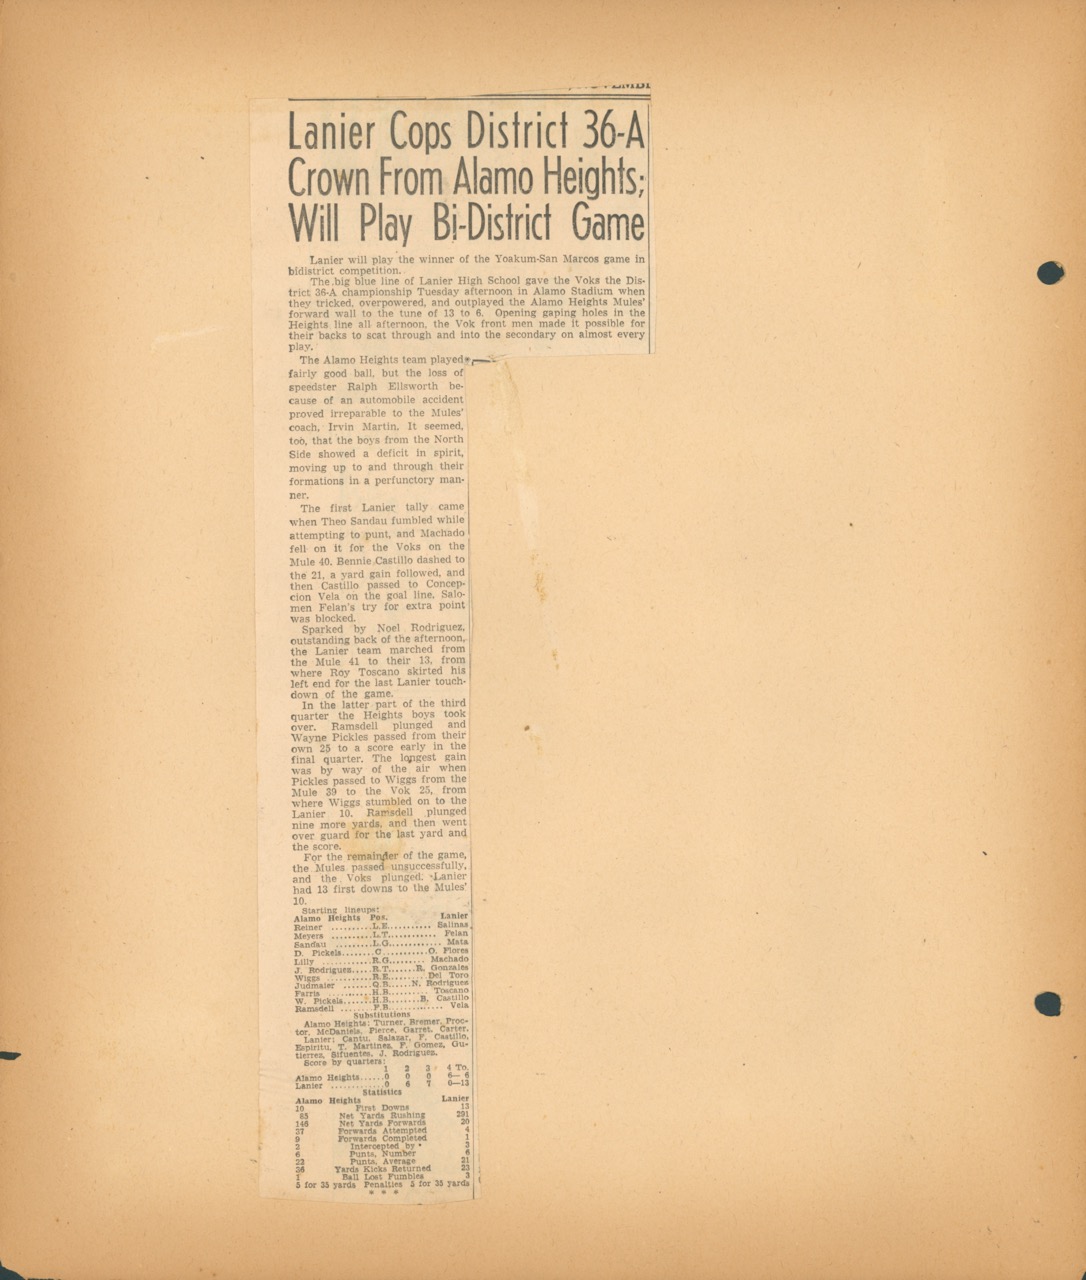 Lanier Cops District 36-A
Crown From Alamo Heights;
Will Play Bi-District Game
Lanier will play the winner of the Yoakum-San Marcos game in
bidistrict competition.
The big blue line of Lanier High School gave the Voks the Dis-
trict 36-A championship Tuesday afternoon in Alamo Stadium when
they tricked, overpowered, and outplayed the Alamo Heights Mules'
forward wall to the tune of 13 to 6. Opening gaping holes in the
Heights line all afternoon, the Vok front men made it possible for
their backs to scat through and into the secondary on almost every
play.
The Alamo Heights team played
fairly good ball, but the loss of
speedster Ralph Ellsworth be-
cause of an automobile accident
proved irreparable to the Mules'
coach, Irvin Martin. It seemed,
too, that the boys from the North
Side showed a deficit in spirit,
moving up to and through their
formations in a perfunctory man-
ner.
The first Lanier tally came
when Theo Sandau fumbled while
attempting to punt, and Machado
fell on it for the Voks on the
Mule 40. Bennie Castillo dashed to
the 21, a yard gain followed, and
then Castillo passed to Concep-
cion Vela on the goal line. Salo-
men Felan's try for extra point
was blocked.
Sparked by Noel Rodriguez,
outstanding back of the afternoon,
the Lanier team marched from
the Mule 41 to their 13, from
where Roy Toscano skirted his
left end for the last Lanier touch-
down of the game.
In the latter part of the third
quarter the Heights boys took
over. Ramsdell plunged and
Wayne Pickles passed from their
own 25 to a score early in the
final quarter. The longest gain
was by way of the air when
Pickles passed to Wiggs from the
Mule 39 to the Vok 25, from
where Wiggs stumbled on to the
Lanier 10. Ramsdell plunged
nine more yards, and then went
over guard for the last yard and
the score.
For the remainder of the game,
the Mules passed unsuccessfully,
and the Voks plunged. Lanier
had 13 first downs to the Mules'
10.
Starting lineups:
Alamo Heights Pos. Lanier
Reiner ..........L.E.......... Salinas
Meyers ..........L.T............ Felan
Sandau .........L.G............. Mata
D. Pickels........C...........O. Flores
Lilly ............R.G......... Machado
J. Rodriguez.....R.T......R. Gonzales
Wiggs ..........R.E........Del Toro
Judmaier .......Q.B......N. Rodrigues
Farris ...........H.B.......... Toscano
W. Pickels.......H.B........B. Castillo
Ramsdell ........F.B............. Vela
Substitutions
Alamo Heights: Turner, Bremer, Proc-
tor, McDaniels, Pierce, Garret, Carter.
Lanier: Cantu, Salazar, F. Castillo,
Espiritu, T. Martinez, F. Gomez, Gu-
tierrez, Sifuentes, J. Rodriguez.
Score by quarters:
1 2 3 4 To.
Alamo Heights......0 0 0 6— 6
Lanier .............0 6 7 0—13
Statistics
Alamo Heights Lanier
10 First Downs 13
85 Net Yards Rushing 291
146 Net Yards Forwards 20
27 Forwards Attempted 4
9 Forwards Completed 1
2 Intercepted by 3
6 Punts, Number 6
22 Punts, Average 21
36 Yards Kicks Returned 23
1 Ball Lost Fumbles 3
5 for 35 yards Penalties 5 for 35 yards
* * *